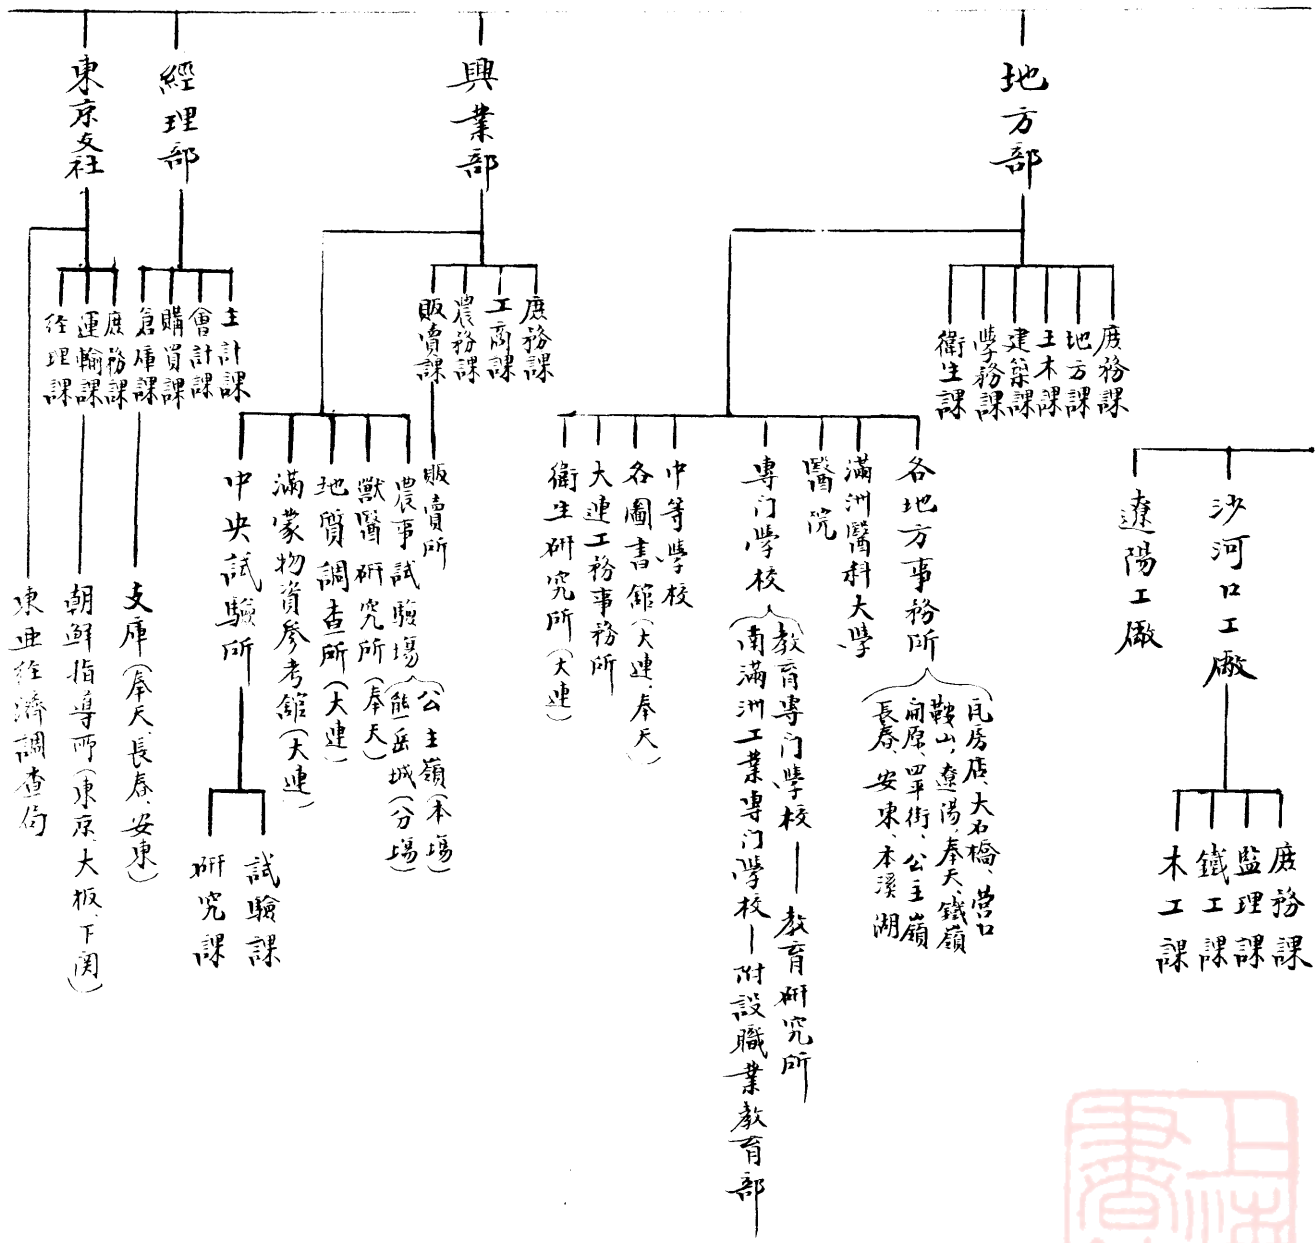 地方部
庶務課
地方課
土木課
建築課
學務課
衛生課
各地方事務所
瓦房店、大石橋、營口
鞍山、遼陽、奉天、鐵嶺
開原、四平街、公主嶺
長春、安東、本溪湖
滿洲醫科大學
醫院
專门學校
教育專门學校—教育研究所
南滿洲工業專门學校—附設職業教育部
中等學校
各圖書館(大連、奉天)
大連工務事務所
衛生研究所(大連)
沙河口工廠
庶務課
監理課
鐵工課
木工課
遼陽工廠
興業部
庶務課
工商課
農務課
販賣課
販賣所
農事試驗場
公主嶺(本場)
熊岳城(分場)
獸醫研究所(奉天)
地質調查所(大連)
滿蒙物資參考館(大連)
中央試驗所
試驗課
研究課
經理部
主計課
會計課
購買課
倉庫課
支庫(奉天、長春、安東)
東京支社
庶務課
運輸課
経理課
朝鮮指導所(東京、大板、下関)
東亜経濟調查局